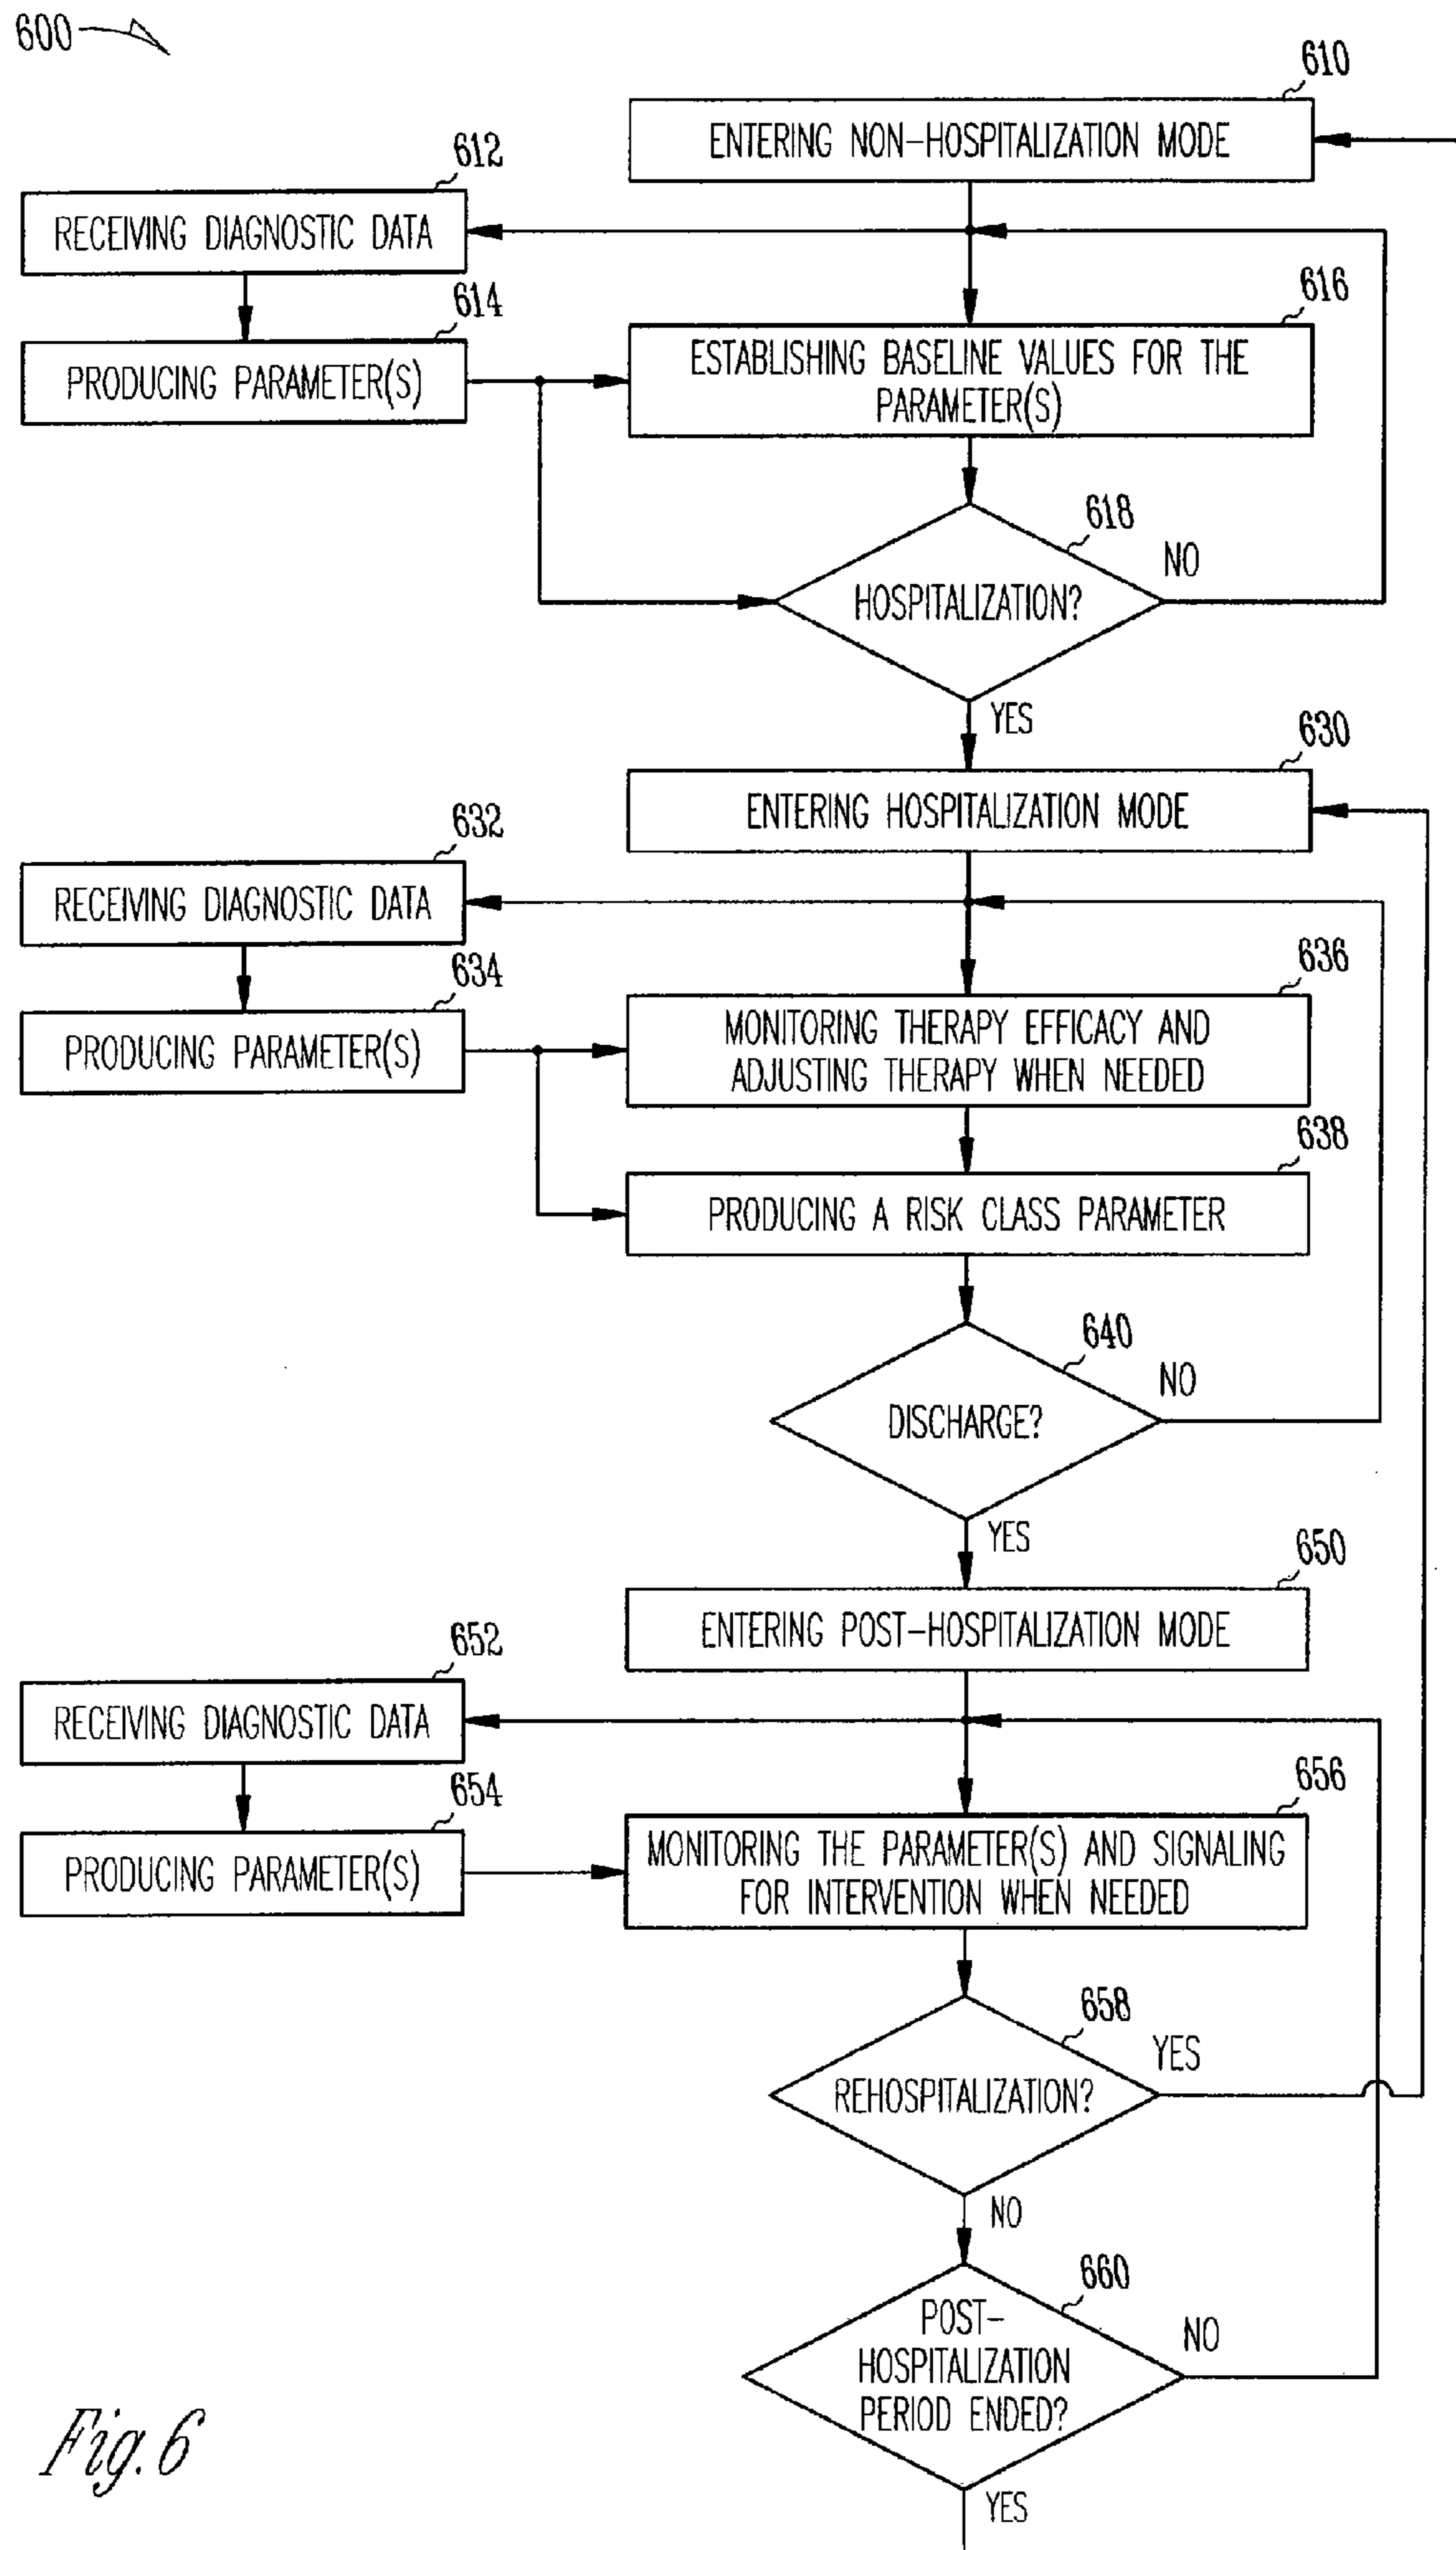 600
610
ENTERING NON-HOSPITALIZATION MODE
612
RECEIVING DIAGNOSTIC DATA
614
PRODUCING PARAMETER(S)
616
ESTABLISHING BASELINE VALUES FOR THE
PARAMETER(S)
618
HOSPITALIZATION?
NO
YES
630
ENTERING HOSPITALIZATION MODE
632
RECEIVING DIAGNOSTIC DATA
634
PRODUCING PARAMETER(S)
636
MONITORING THERAPY EFFICACY AND
ADJUSTING THERAPY WHEN NEEDED
638
PRODUCING A RISK CLASS PARAMETER
640
DISCHARGE?
NO
YES
650
ENTERING POST-HOSPITALIZATION MODE
652
RECEIVING DIAGNOSTIC DATA
654
PRODUCING PARAMETER(S)
656
MONITORING THE PARAMETER(S) AND SIGNALING
FOR INTERVENTION WHEN NEEDED
658
REHOSPITALIZATION?
YES
NO
660
POST-
HOSPITALIZATION
PERIOD ENDED?
NO
YES
Fig. 6